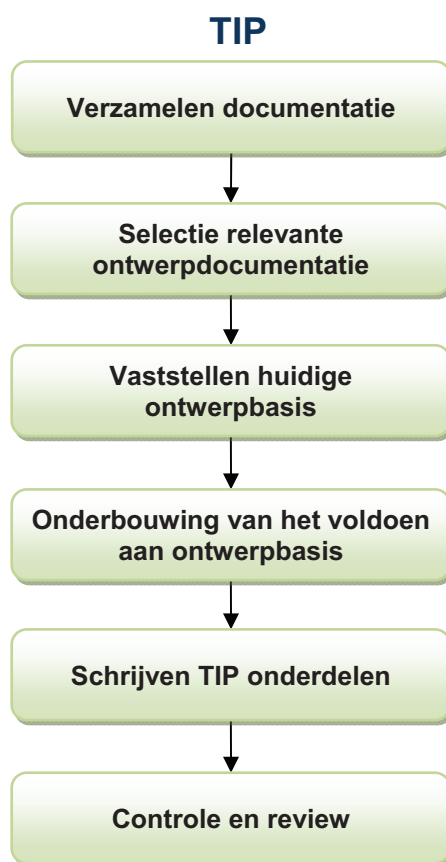 TIP
Verzamelen documentatie
Selectie relevante
ontwerpdocumentatie
Vaststellen huidige
ontwerpbasis
Onderbouwing van het voldoen
aan ontwerpbasis
Schrijven TIP onderdelen
Controle en review